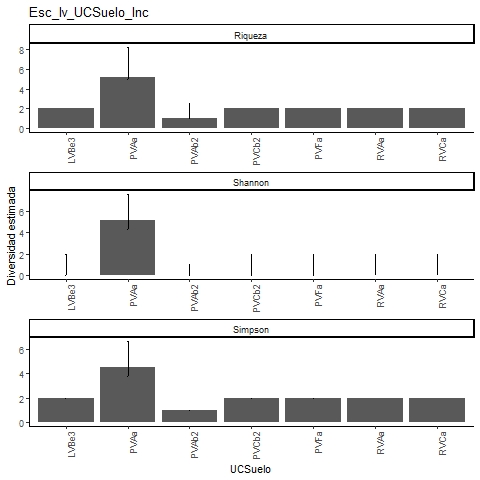 Esc_lv_UCSuelo_Inc
Riqueza
8
6
4
2
0
LVBe3 PVAa PVAb2 PVCb2 PVFa RVAa RVCa
Shannon
6
4
2
0
LVBe3 PVAa PVAb2 PVCb2 PVFa RVAa RVCa
Simpson
6
4
2
0
LVBe3 PVAa PVAb2 PVCb2 PVFa RVAa RVCa
Diversidad estimada
UCSuelo